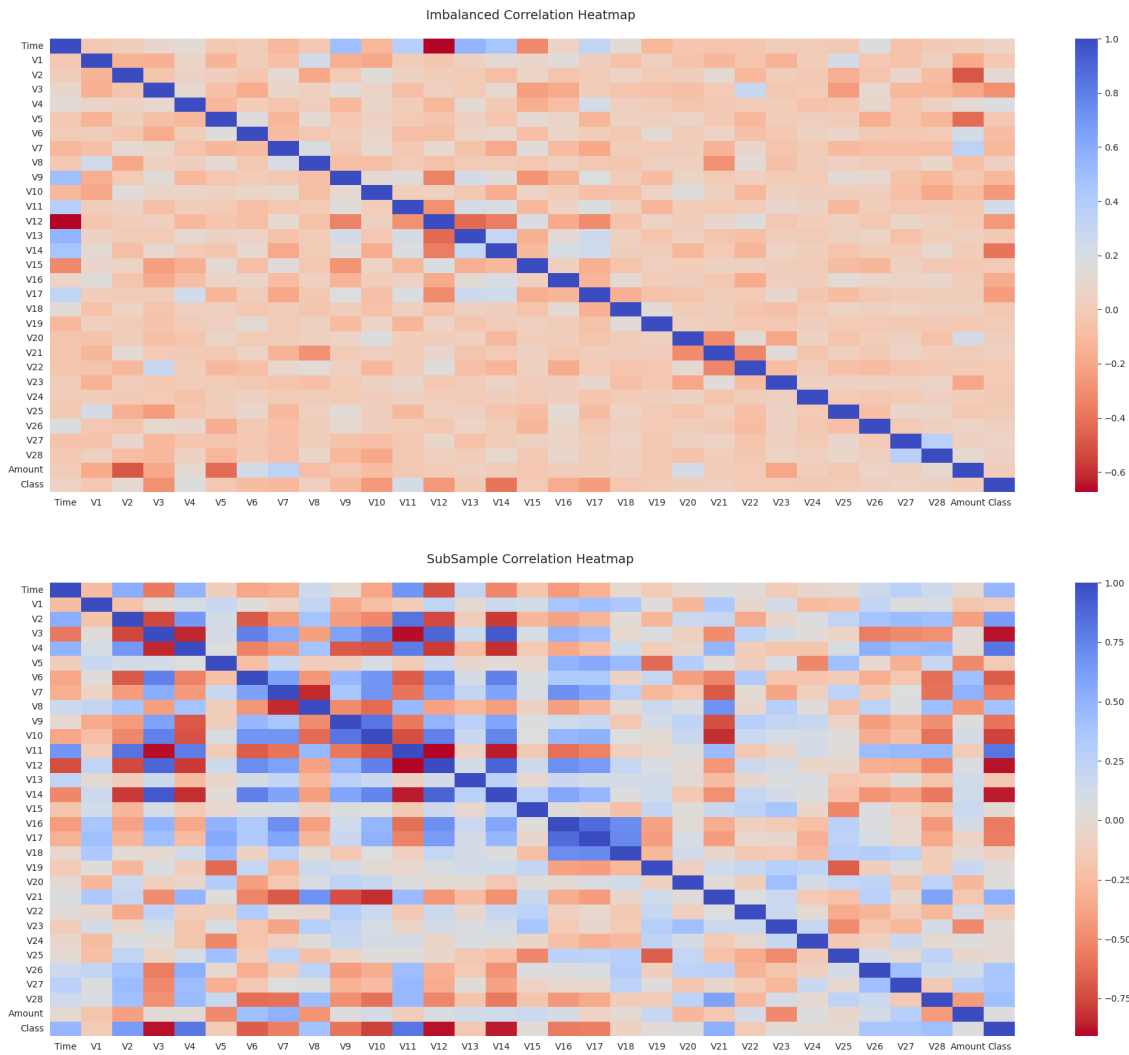 Imbalanced Correlation Heatmap
Time
V1
V2
V3
V4
V5
V6
V7
V8
V9
V10
V11
V12
V13
V14
V15
V16
V17
V18
V19
V20
V21
V22
V23
V24
V25
V26
V27
V28
Amount
Class
Time V1 V2 V3 V4 V5 V6 V7 V8 V9 V10 V11 V12 V13 V14 V15 V16 V17 V18 V19 V20 V21 V22 V23 V24 V25 V26 V27 V28 Amount Class
1.0
0.8
0.6
0.4
0.2
0.0
−0.2
−0.4
−0.6
SubSample Correlation Heatmap
Time
V1
V2
V3
V4
V5
V6
V7
V8
V9
V10
V11
V12
V13
V14
V15
V16
V17
V18
V19
V20
V21
V22
V23
V24
V25
V26
V27
V28
Amount
Class
Time V1 V2 V3 V4 V5 V6 V7 V8 V9 V10 V11 V12 V13 V14 V15 V16 V17 V18 V19 V20 V21 V22 V23 V24 V25 V26 V27 V28 Amount Class
1.00
0.75
0.50
0.25
0.00
−0.25
−0.50
−0.75